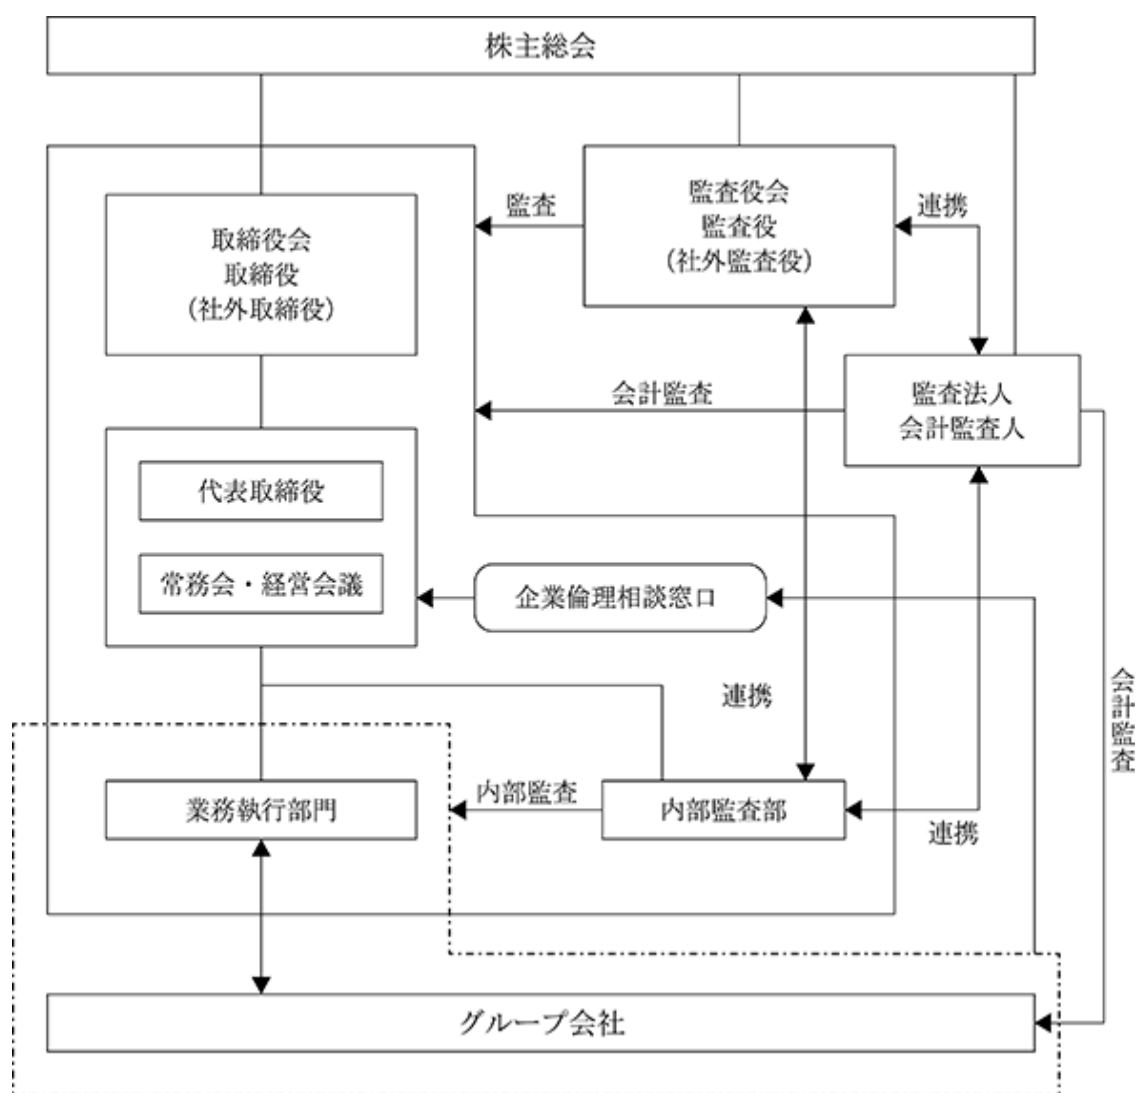 株主総会
取締役会
取締役
（社外取締役）
監査
監査役会
監査役
（社外監査役）
連携
会計監査
監査法人
会計監査人
代表取締役
常務会・経営会議
企業倫理相談窓口
連携
会計監査
業務執行部門
内部監査
内部監査部
連携
グループ会社